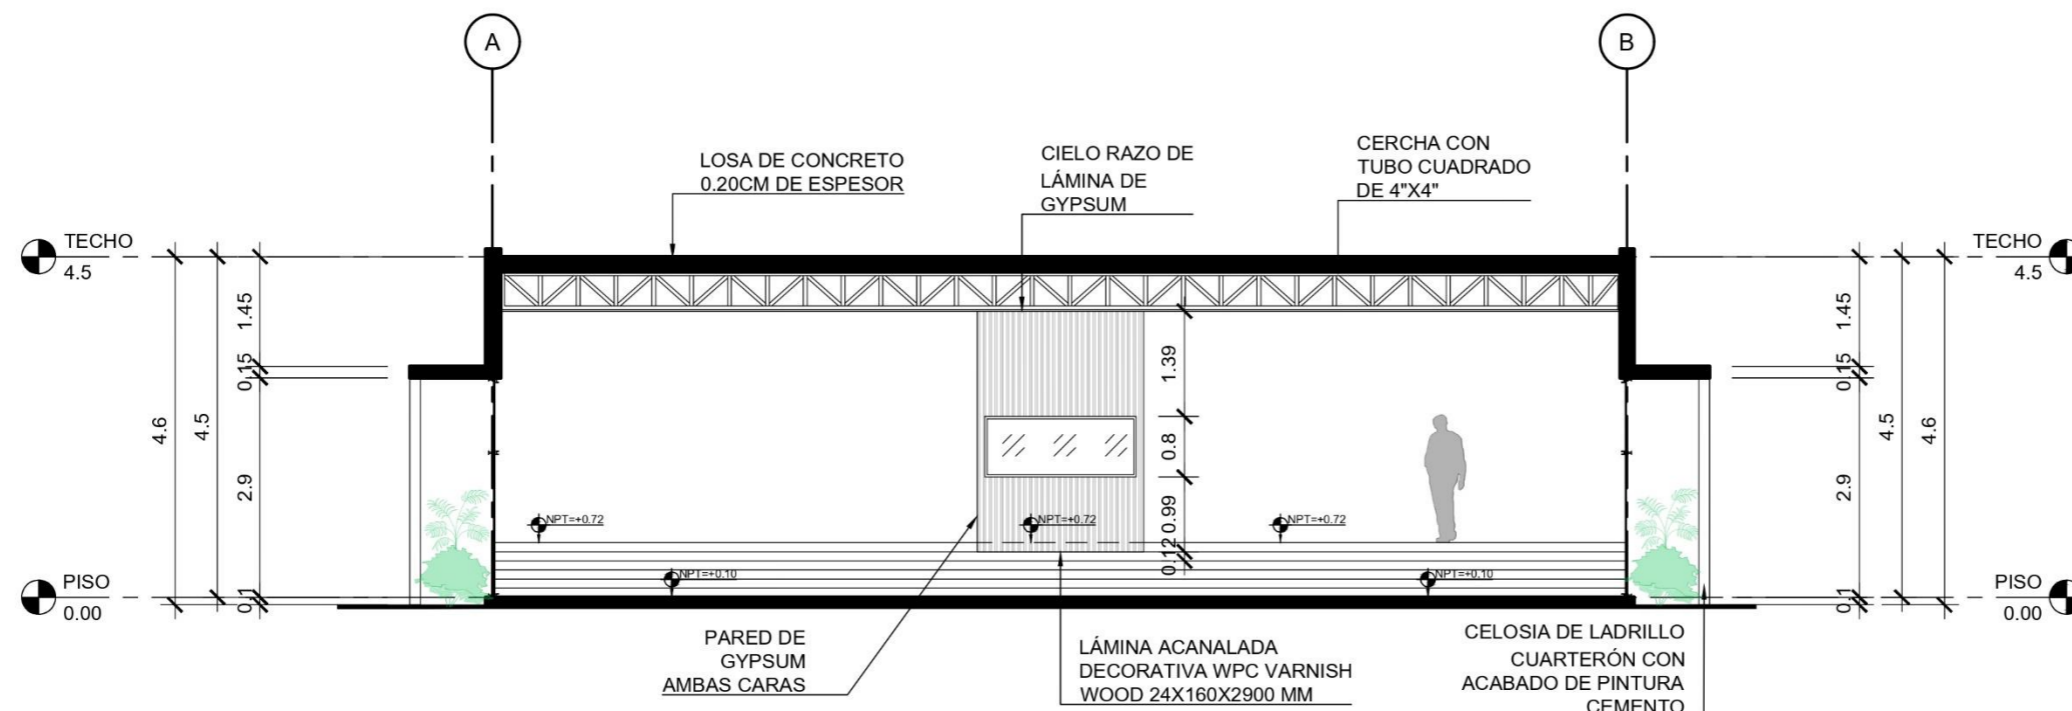 A
B
LOSA DE CONCRETO
0.20CM DE ESPESOR
CIELO RAZO DE
LÁMINA DE
GYPSUM
CERCHA CON
TUBO CUADRADO
DE 4"X4"
TECHO
4.5
TECHO
4.5
1.45
0.15
2.9
0.1
4.5
4.6
1.39
0.8
0.99
0.12
1.45
0.15
2.9
0.1
4.5
4.6
NPT=+0.72
NPT=+0.72
NPT=+0.72
NPT=+0.10
NPT=+0.10
PISO
0.00
PISO
0.00
PARED DE
GYPSUM
AMBAS CARAS
LÁMINA ACANALADA
DECORATIVA WPC VARNISH
WOOD 24X160X2900 MM
CELOSIA DE LADRILLO
CUARTERÓN CON
ACABADO DE PINTURA
CEMENTO